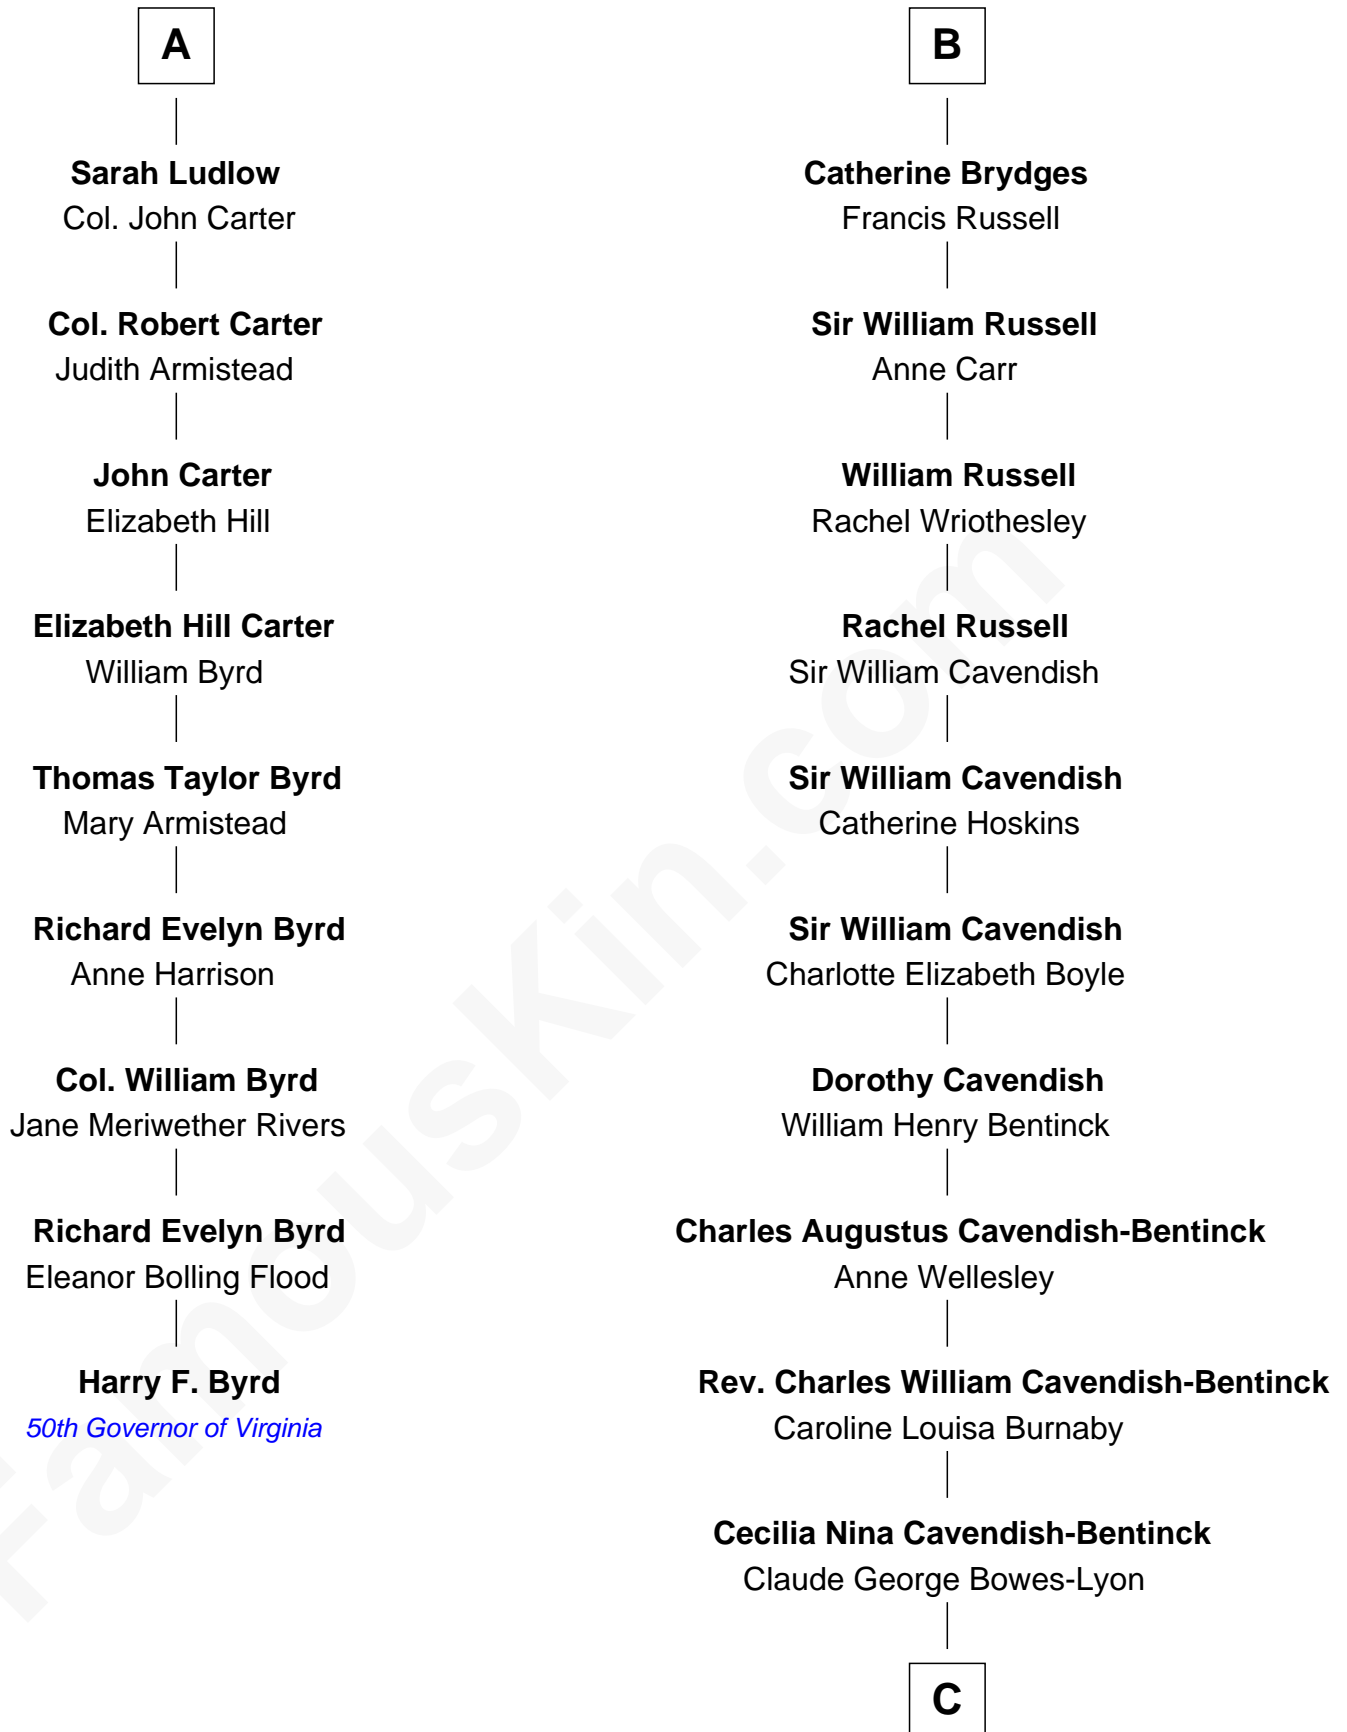 A
Sarah Ludlow
Col. John Carter
Col. Robert Carter
Judith Armistead
John Carter
Elizabeth Hill
Elizabeth Hill Carter
William Byrd
Thomas Taylor Byrd
Mary Armistead
Richard Evelyn Byrd
Anne Harrison
Col. William Byrd
Jane Meriwether Rivers
Richard Evelyn Byrd
Eleanor Bolling Flood
Harry F. Byrd
50th Governor of Virginia
B
Catherine Brydges
Francis Russell
Sir William Russell
Anne Carr
William Russell
Rachel Wriothesley
Rachel Russell
Sir William Cavendish
Sir William Cavendish
Catherine Hoskins
Sir William Cavendish
Charlotte Elizabeth Boyle
Dorothy Cavendish
William Henry Bentinck
Charles Augustus Cavendish-Bentinck
Anne Wellesley
Rev. Charles William Cavendish-Bentinck
Caroline Louisa Burnaby
Cecilia Nina Cavendish-Bentinck
Claude George Bowes-Lyon
C
FamousKin.com